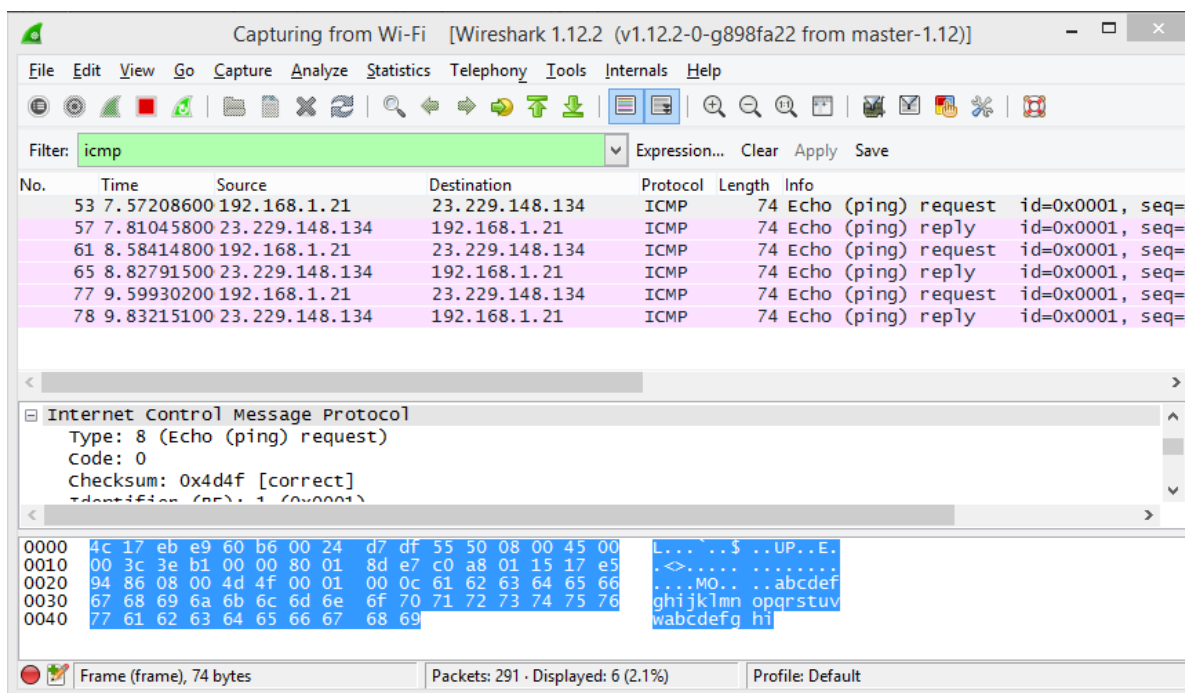 Capturing from Wi-Fi [Wireshark 1.12.2 (v1.12.2-0-g898fa22 from master-1.12)]
File Edit View Go Capture Analyze Statistics Telephony Tools Internals Help
Filter: icmp Expression... Clear Apply Save
No. Time Source Destination Protocol Length Info
53 7.57208600 192.168.1.21 23.229.148.134 ICMP 74 Echo (ping) request id=0x0001, seq=
57 7.81045800 23.229.148.134 192.168.1.21 ICMP 74 Echo (ping) reply id=0x0001, seq=
61 8.58414800 192.168.1.21 23.229.148.134 ICMP 74 Echo (ping) request id=0x0001, seq=
65 8.82791500 23.229.148.134 192.168.1.21 ICMP 74 Echo (ping) reply id=0x0001, seq=
77 9.59930200 192.168.1.21 23.229.148.134 ICMP 74 Echo (ping) request id=0x0001, seq=
78 9.83215100 23.229.148.134 192.168.1.21 ICMP 74 Echo (ping) reply id=0x0001, seq=
Internet Control Message Protocol
Type: 8 (Echo (ping) request)
Code: 0
Checksum: 0x4d4f [correct]
Identifier (BE): 1 (0x0001)
0000 4c 17 eb e9 60 b6 00 24 d7 df 55 50 08 00 45 00 L...`..$ ..UP..E.
0010 00 3c 3e b1 00 00 80 01 8d e7 c0 a8 01 15 17 e5 .<>..... ........
0020 94 86 08 00 4d 4f 00 01 00 0c 61 62 63 64 65 66 ....MO.. ..abcdef
0030 67 68 69 6a 6b 6c 6d 6e 6f 70 71 72 73 74 75 76 ghijklmn opqrstuv
0040 77 61 62 63 64 65 66 67 68 69 wabcdefg hi
Frame (frame), 74 bytes Packets: 291 · Displayed: 6 (2.1%) Profile: Default